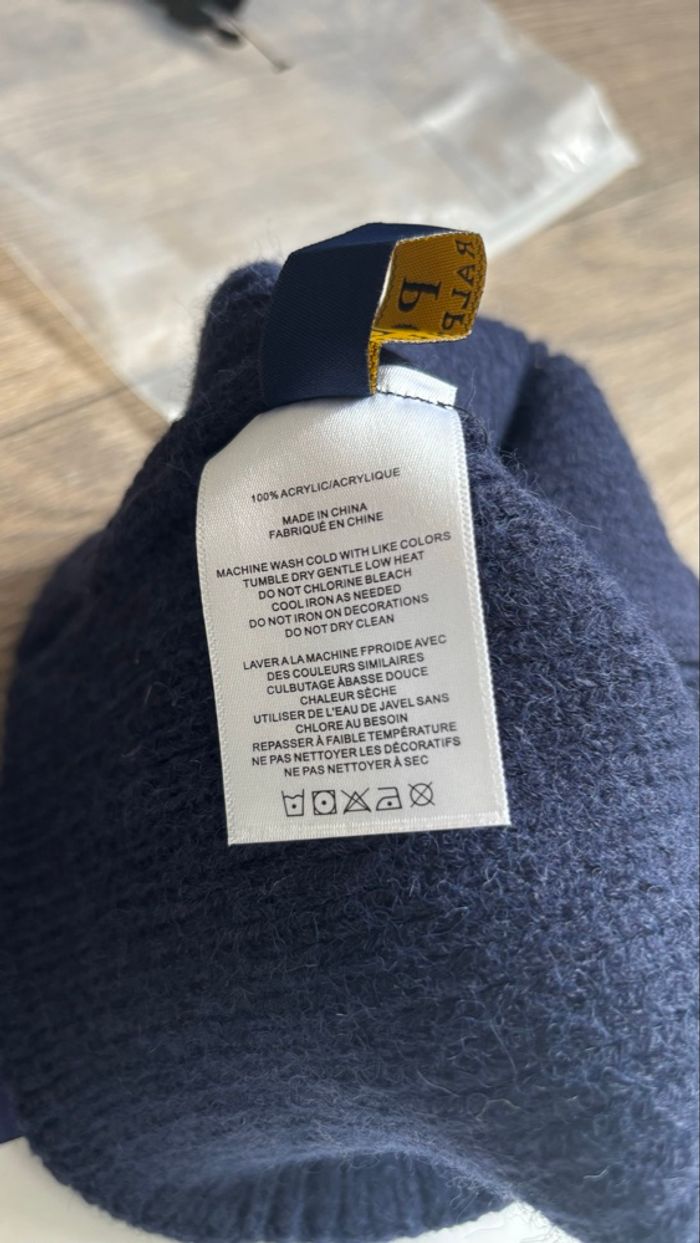 RALP
P
100% ACRYLIC/ACRYLIQUE
MADE IN CHINA
FABRIQUÉ EN CHINE
MACHINE WASH COLD WITH LIKE COLORS
TUMBLE DRY GENTLE LOW HEAT
DO NOT CHLORINE BLEACH
COOL IRON AS NEEDED
DO NOT IRON ON DECORATIONS
DO NOT DRY CLEAN
LAVER A LA MACHINE FPROIDE AVEC
DES COULEURS SIMILAIRES
CULBUTAGE ÀBASSE DOUCE
CHALEUR SÈCHE
UTILISER DE L'EAU DE JAVEL SANS
CHLORE AU BESOIN
REPASSER À FAIBLE TEMPÉRATURE
NE PAS NETTOYER LES DÉCORATIFS
NE PAS NETTOYER À SEC